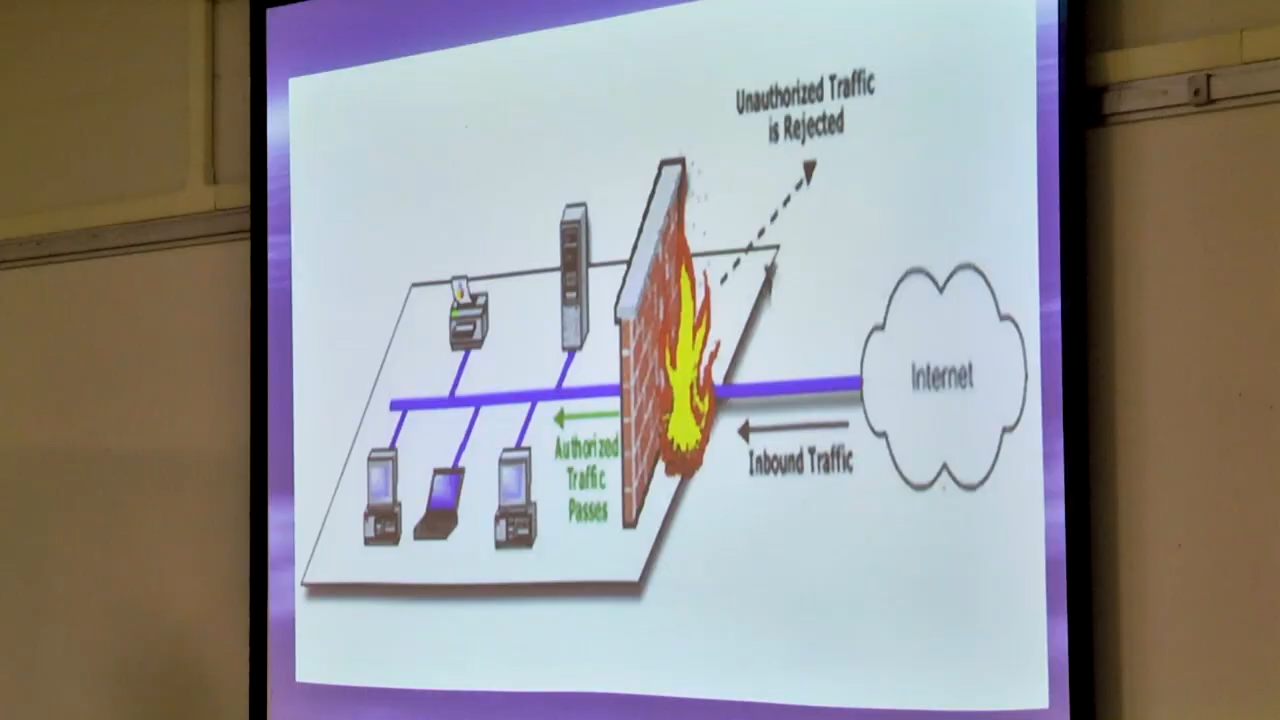 Unauthorized Traffic
is Rejected
Internet
Authorized
Traffic
Passes
Inbound Traffic